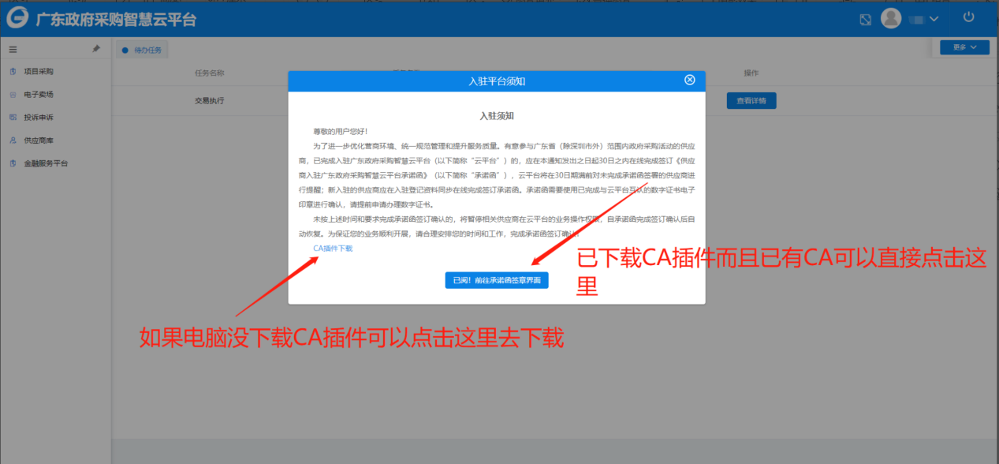 广东政府采购智慧云平台
待办任务
更多
项目采购
电子卖场
投诉申诉
供应商库
金融服务平台
任务名称
操作
交易执行
查看详情
入驻平台须知
入驻须知
尊敬的用户您好！
为了进一步优化营商环境、统一规范管理和提升服务质量。有意参与广东省（除深圳市外）范围内政府采购活动的供应
商，已完成入驻广东政府采购智慧云平台（以下简称“云平台”）的，应在本通知发出之日起30日之内在线完成签订《供应
商入驻广东政府采购智慧云平台承诺函》（以下简称“承诺函”），云平台将在30日期满前对未完成承诺函签署的供应商进
行提醒；新入驻的供应商应在入驻登记资料同步在线完成签订承诺函。承诺函需要使用已完成与云平台互认的数字证书电子
印章进行确认，请提前申请办理数字证书。
未按上述时间和要求完成承诺函签订确认的，将暂停相关供应商在云平台的业务操作权限，自承诺函完成签订确认后自
动恢复。为保证您的业务顺利开展，请合理安排您的时间和工作，完成承诺函签订确认。
CA插件下载
已阅！前往承诺函签章界面
已下载CA插件而且已有CA可以直接点击这
里
如果电脑没下载CA插件可以点击这里去下载